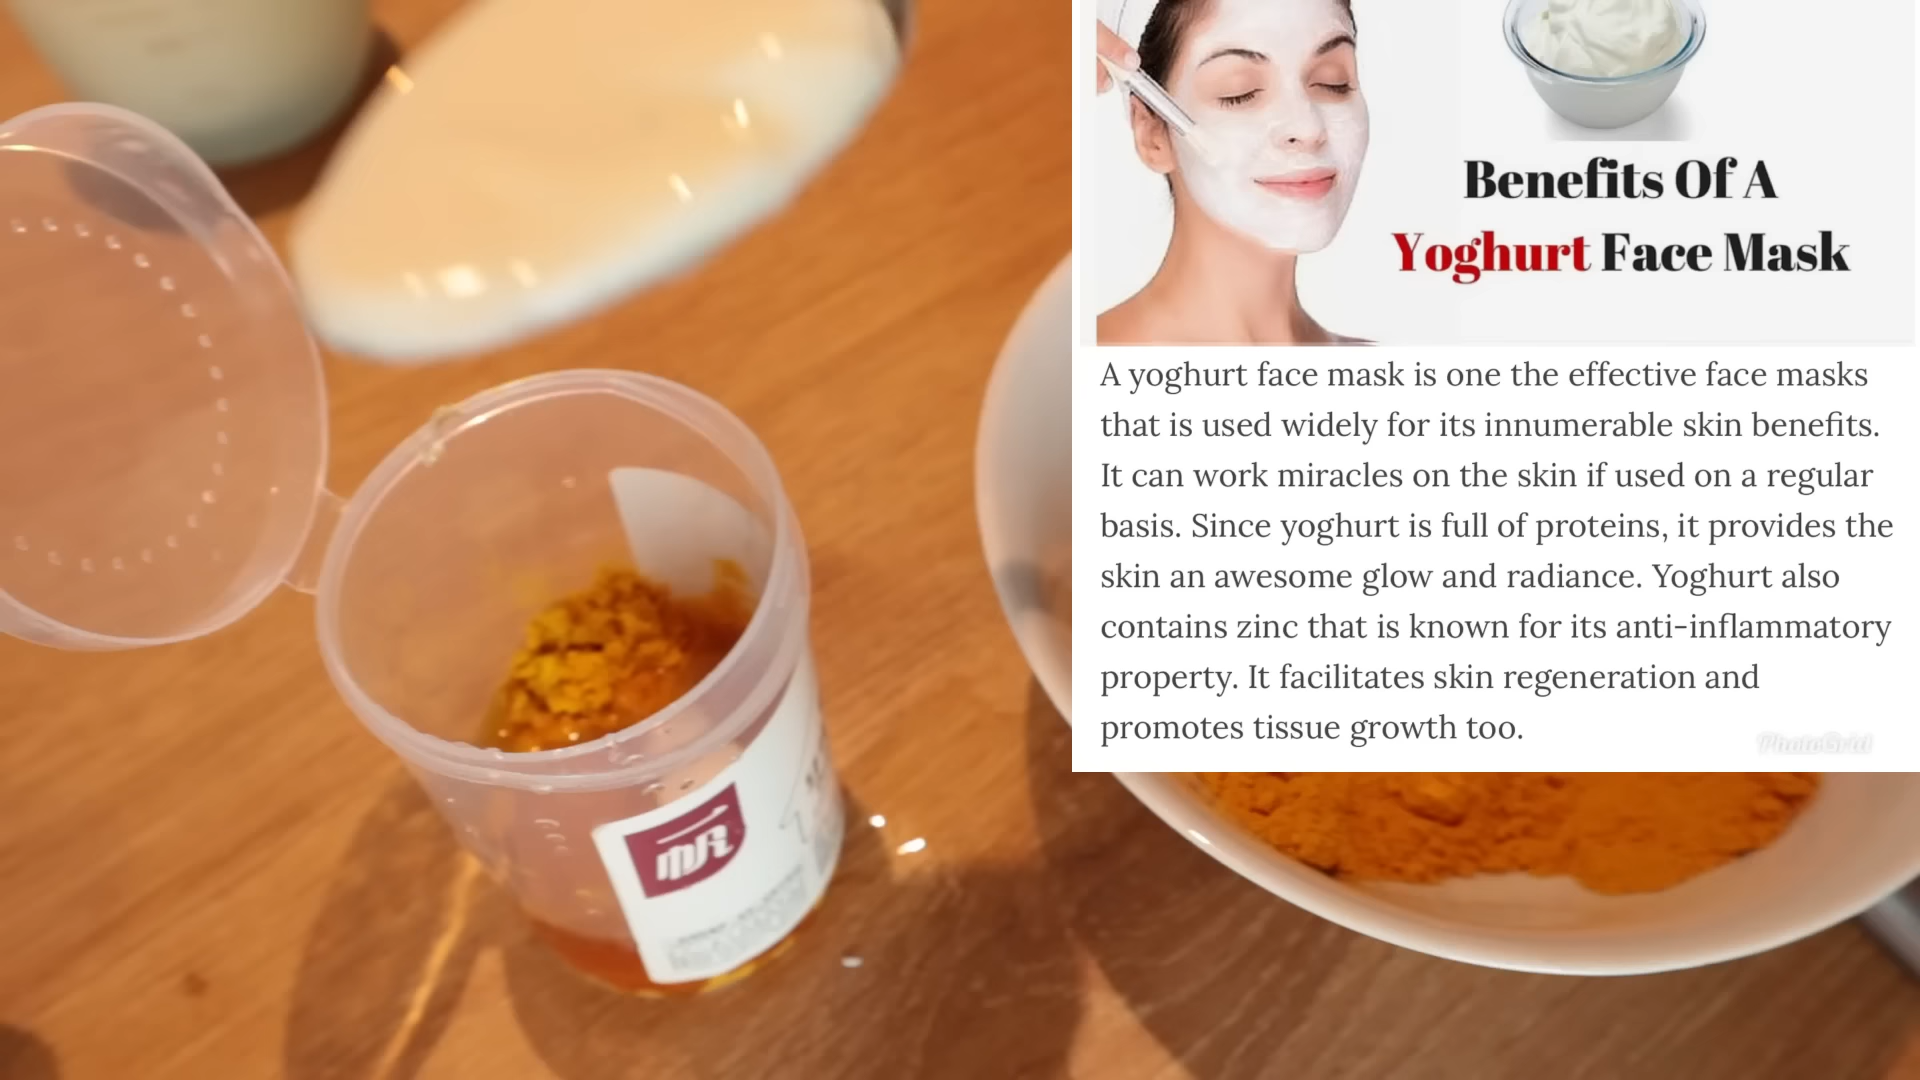 Benefits Of A
Yoghurt Face Mask
A yoghurt face mask is one the effective face masks
that is used widely for its innumerable skin benefits.
It can work miracles on the skin if used on a regular
basis. Since yoghurt is full of proteins, it provides the
skin an awesome glow and radiance. Yoghurt also
contains zinc that is known for its anti-inflammatory
property. It facilitates skin regeneration and
promotes tissue growth too.
PhotoGrid